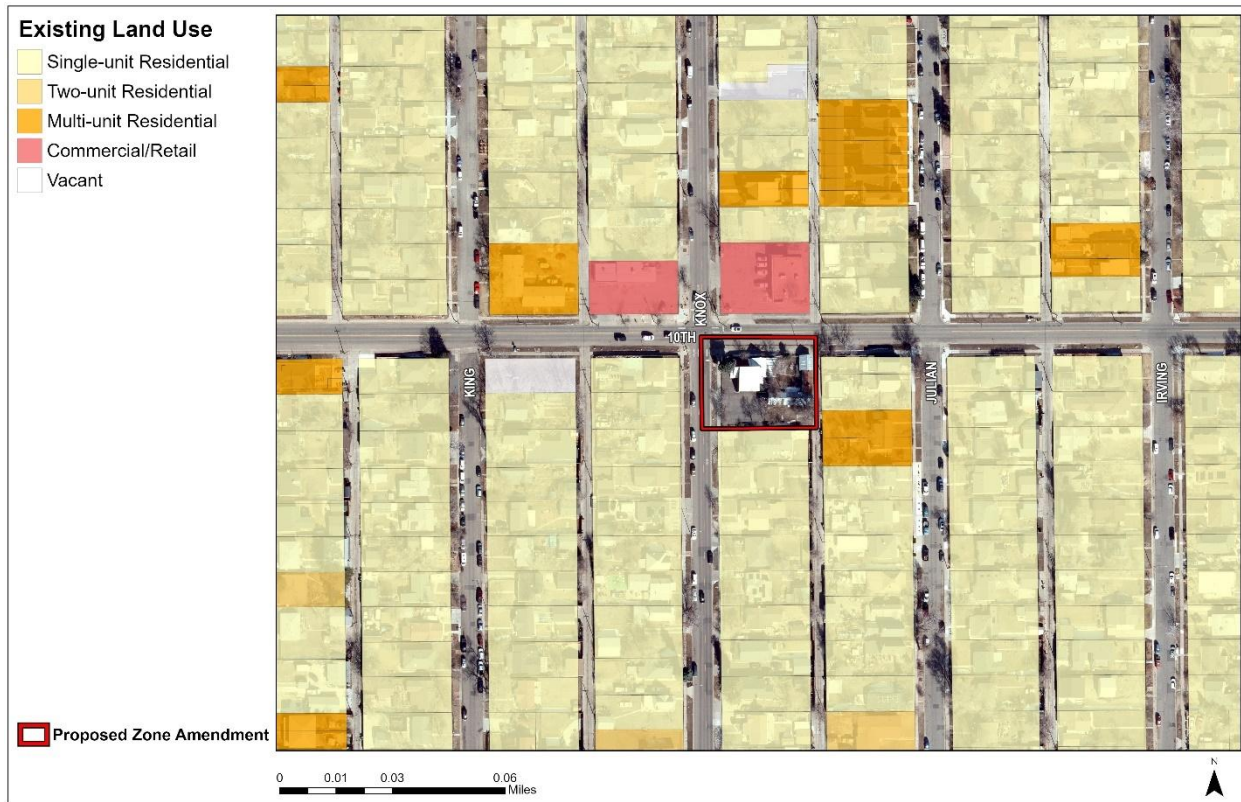 Existing Land Use
Single-unit Residential
Two-unit Residential
Multi-unit Residential
Commercial/Retail
Vacant
KNOX
10TH
KING
JULIAN
IRVING
Proposed Zone Amendment
0 0.01 0.03 0.06
Miles
N